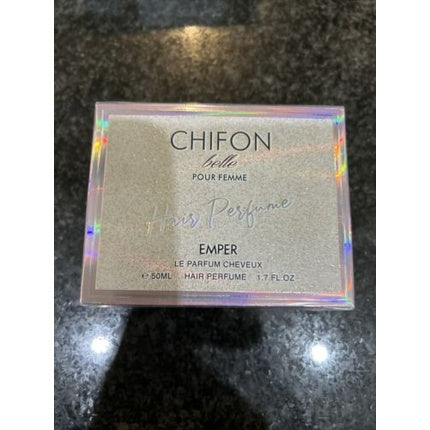 CHIFON
belle
POUR FEMME
Hair Perfume
EMPER
LE PARFUM CHEVEUX
℮ 50ML HAIR PERFUME 1.7 FL.OZ